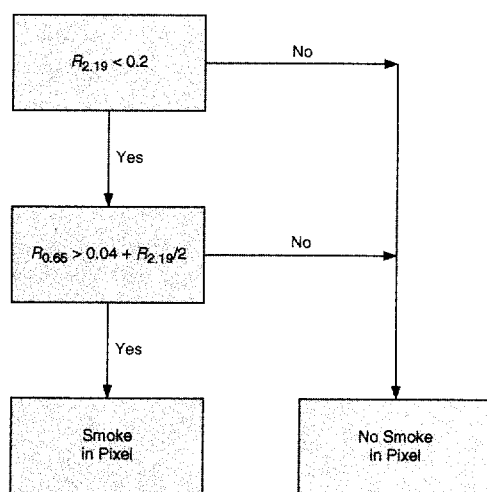 R2.19 < 0.2
No
Yes
R0.65 > 0.04 + R2.19/2
No
Yes
Smoke
in Pixel
No Smoke
in Pixel